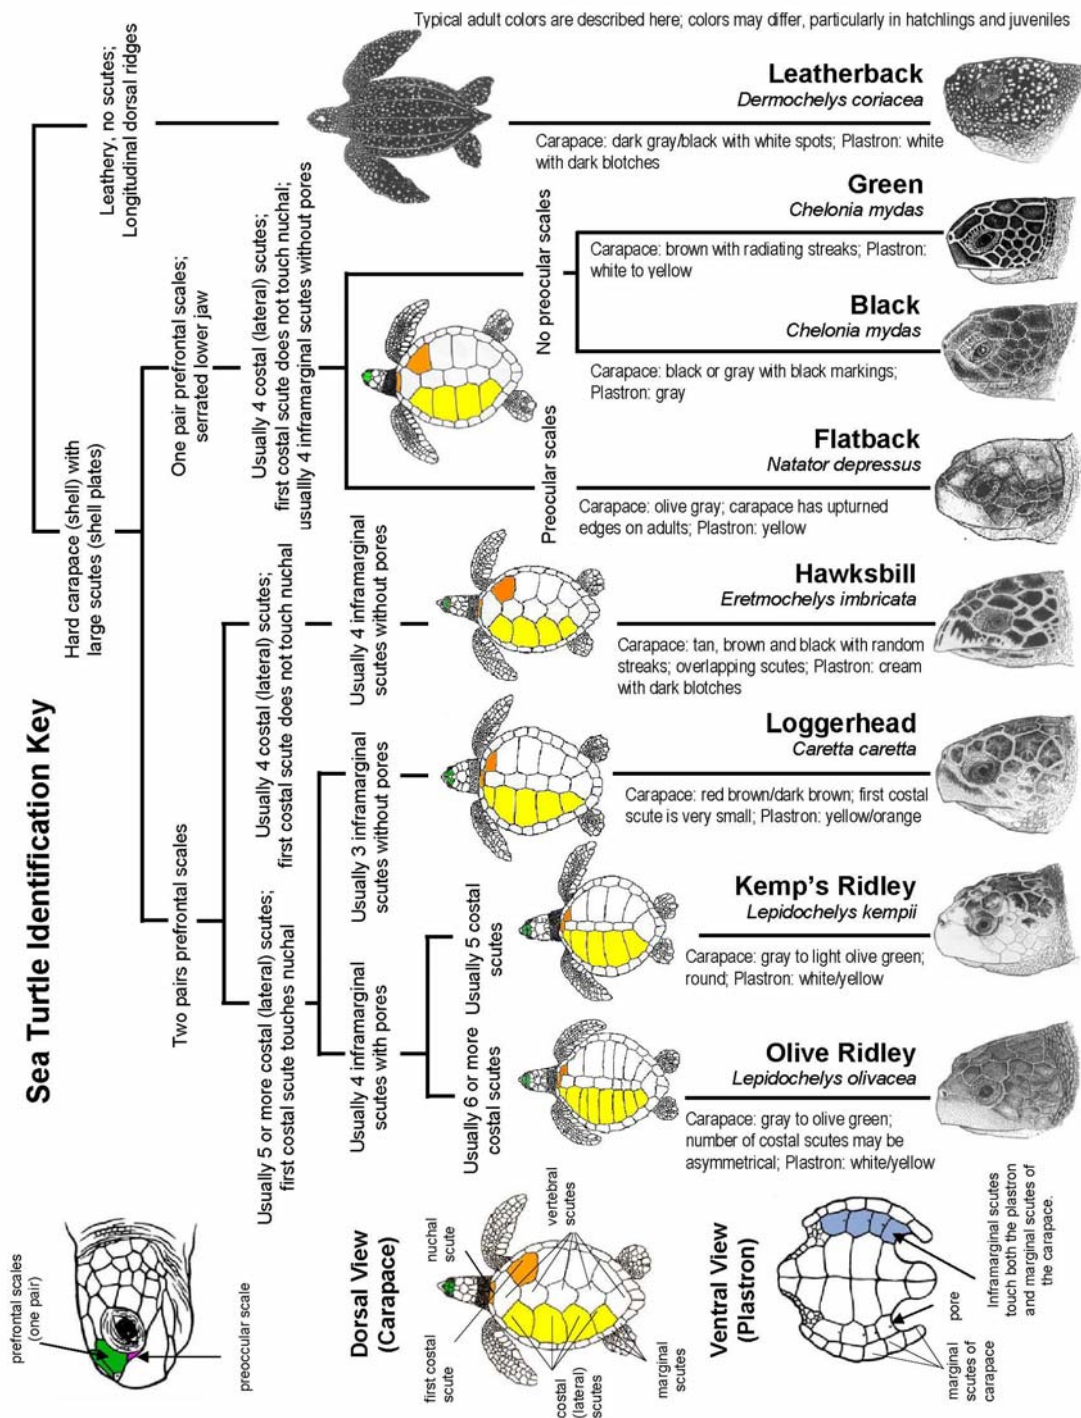 Sea Turtle Identification Key
Typical adult colors are described here; colors may differ, particularly in hatchlings and juveniles
Hard carapace (shell) with
large scutes (shell plates)
Leathery, no scutes;
Longitudinal dorsal ridges
Two pairs prefrontal scales
One pair prefrontal scales;
serrated lower jaw
Usually 5 or more costal (lateral) scutes;
first costal scute touches nuchal
Usually 4 costal (lateral) scutes;
first costal scute does not touch nuchal
Usually 4 costal (lateral) scutes;
first costal scute does not touch nuchal;
usuallly 4 inframarginal scutes without pores
Usually 4 inframarginal
scutes with pores
Usually 3 inframarginal
scutes without pores
Usually 4 inframarginal
scutes without pores
Usually 6 or more
costal scutes
Usually 5 costal
scutes
Preocular scales
No preocular scales
Leatherback
Dermochelys coriacea
Carapace: dark gray/black with white spots; Plastron: white
with dark blotches
Green
Chelonia mydas
Carapace: brown with radiating streaks; Plastron:
white to yellow
Black
Chelonia mydas
Carapace: black or gray with black markings;
Plastron: gray
Flatback
Natator depressus
Carapace: olive gray; carapace has upturned
edges on adults; Plastron: yellow
Hawksbill
Eretmochelys imbricata
Carapace: tan, brown and black with random
streaks; overlapping scutes; Plastron: cream
with dark blotches
Loggerhead
Caretta caretta
Carapace: red brown/dark brown; first costal
scute is very small; Plastron: yellow/orange
Kemp's Ridley
Lepidochelys kempii
Carapace: gray to light olive green;
round; Plastron: white/yellow
Olive Ridley
Lepidochelys olivacea
Carapace: gray to olive green;
number of costal scutes may be
asymmetrical; Plastron: white/yellow
prefrontal scales
(one pair)
preoccular scale
Dorsal View
(Carapace)
first costal
scute
nuchal
scute
vertebral
scutes
costal
(lateral)
scutes
marginal
scutes
Ventral View
(Plastron)
marginal
scutes of
carapace
pore
Inframarginal scutes
touch both the plastron
and marginal scutes of
the carapace.